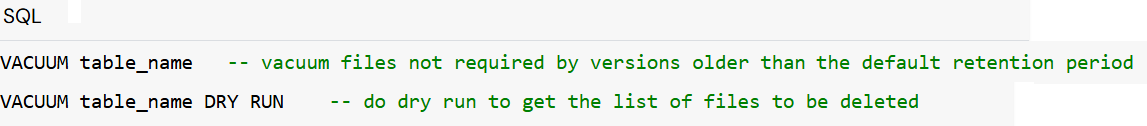 SQL
VACUUM table_name   -- vacuum files not required by versions older than the default retention period
VACUUM table_name DRY RUN    -- do dry run to get the list of files to be deleted